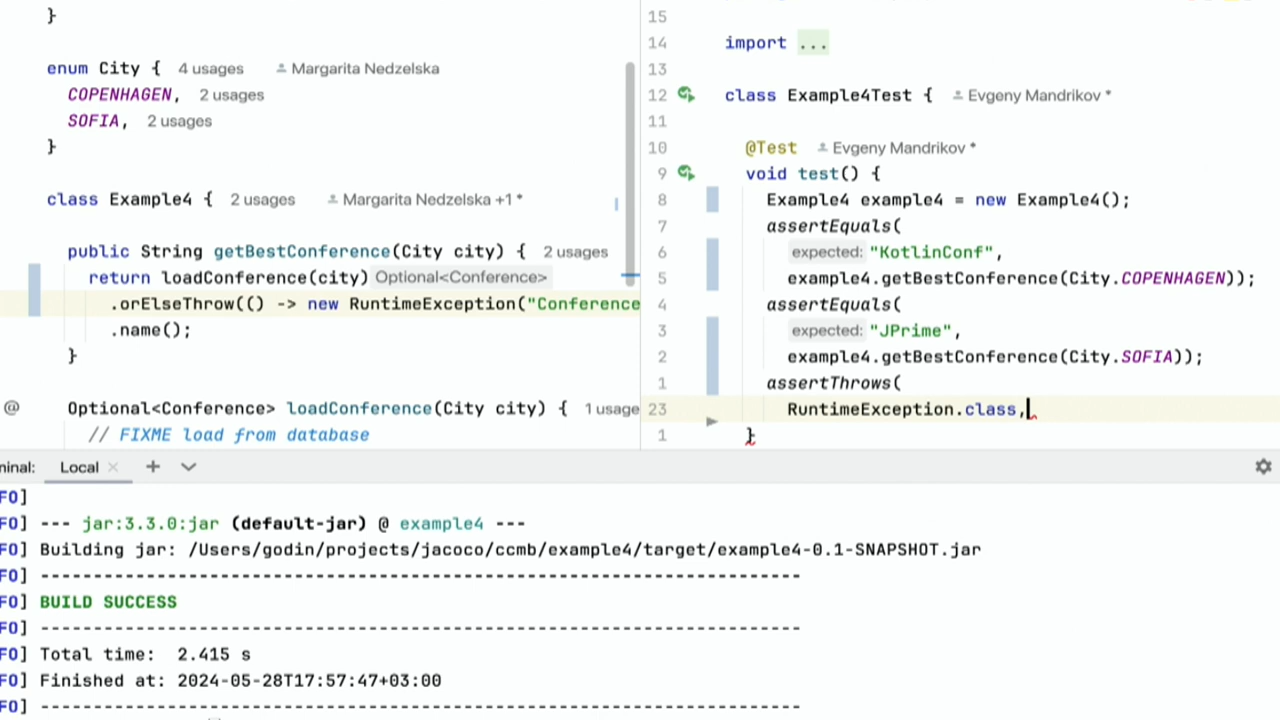 }
enum City { 4 usages Margarita Nedzelska
COPENHAGEN, 2 usages
SOFIA, 2 usages
}
class Example4 { 2 usages Margarita Nedzelska +1 *
public String getBestConference(City city) { 2 usages
return loadConference(city) Optional<Conference>
.orElseThrow(() -> new RuntimeException("Conference
.name();
}
@ Optional<Conference> loadConference(City city) { 1 usage
// FIXME load from database
15
14 import ...
13
12 class Example4Test { Evgeny Mandrikov *
11
10 @Test Evgeny Mandrikov *
9 void test() {
8 Example4 example4 = new Example4();
7 assertEquals(
6 expected: "KotlinConf",
5 example4.getBestConference(City.COPENHAGEN));
4 assertEquals(
3 expected: "JPrime",
2 example4.getBestConference(City.SOFIA));
1 assertThrows(
23 RuntimeException.class,
1 }
minal: Local × +
FO]
FO] --- jar:3.3.0:jar (default-jar) @ example4 ---
FO] Building jar: /Users/godin/projects/jacoco/ccmb/example4/target/example4-0.1-SNAPSHOT.jar
FO] ------------------------------------------------------------------------
FO] BUILD SUCCESS
FO] ------------------------------------------------------------------------
FO] Total time: 2.415 s
FO] Finished at: 2024-05-28T17:57:47+03:00
FO] ------------------------------------------------------------------------